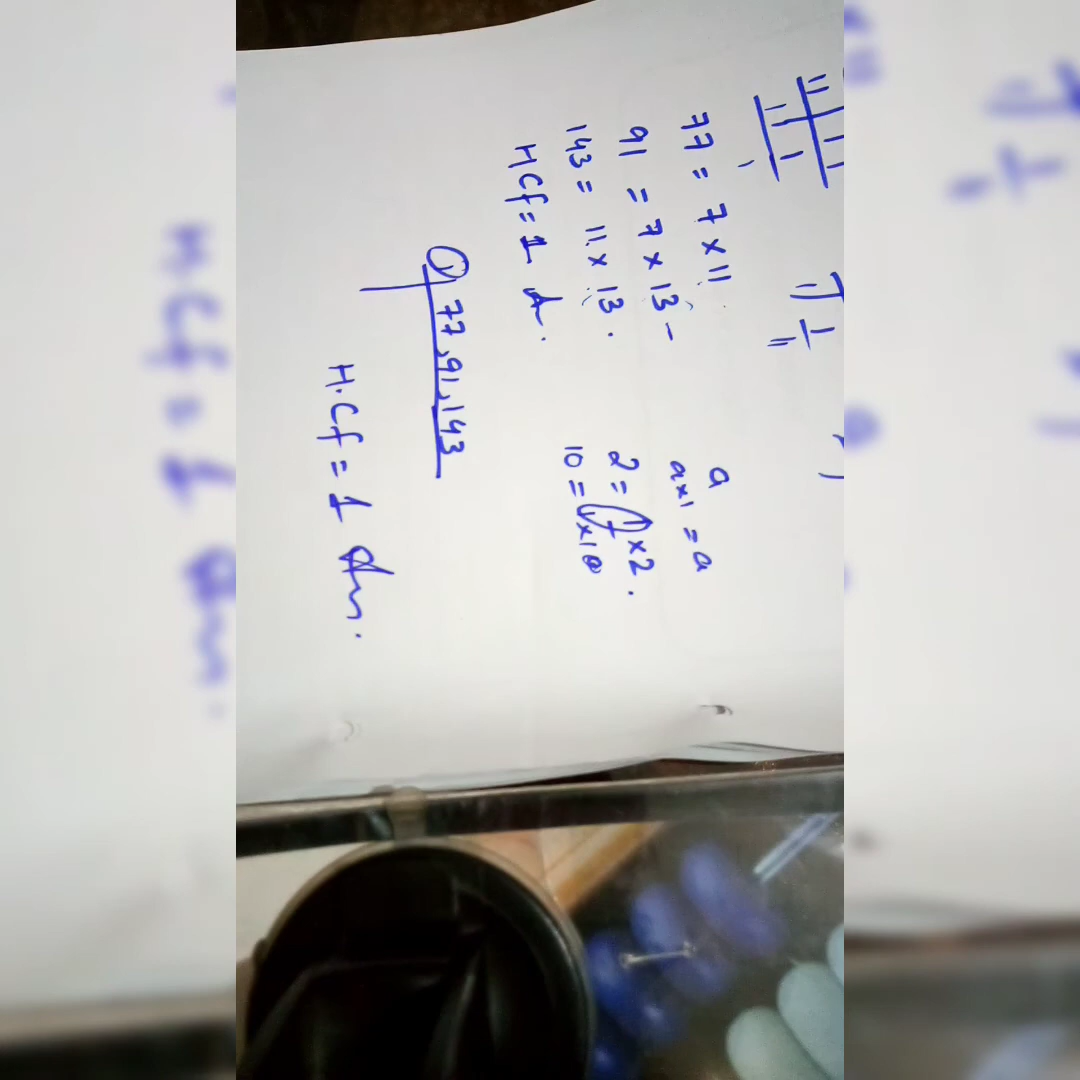 77 = 7 x 11
91 = 7 x 13 -
143 = 11 x 13 .
HCf = 1
a
a x 1 = a
2 = 1 x 2 .
10 = 1 x 10
Q 77, 91, 143
H.Cf = 1 Am.